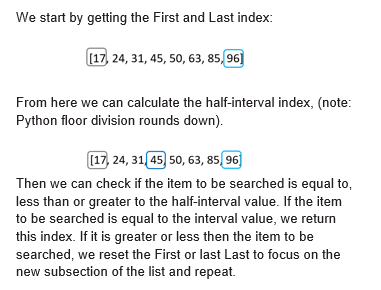 We start by getting the First and Last index:
[17, 24, 31, 45, 50, 63, 85, 96]
From here we can calculate the half-interval index, (note:
Python floor division rounds down).
[17, 24, 31, 45, 50, 63, 85, 96]
Then we can check if the item to be searched is equal to,
less than or greater to the half-interval value. If the item
to be searched is equal to the interval value, we return
this index. If it is greater or less then the item to be
searched, we reset the First or last Last to focus on the
new subsection of the list and repeat.